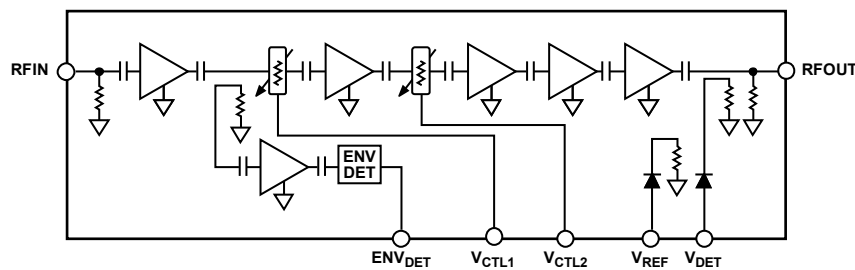 RFIN
RFOUT
ENV
DET
ENVDET
VCTL1
VCTL2
VREF
VDET